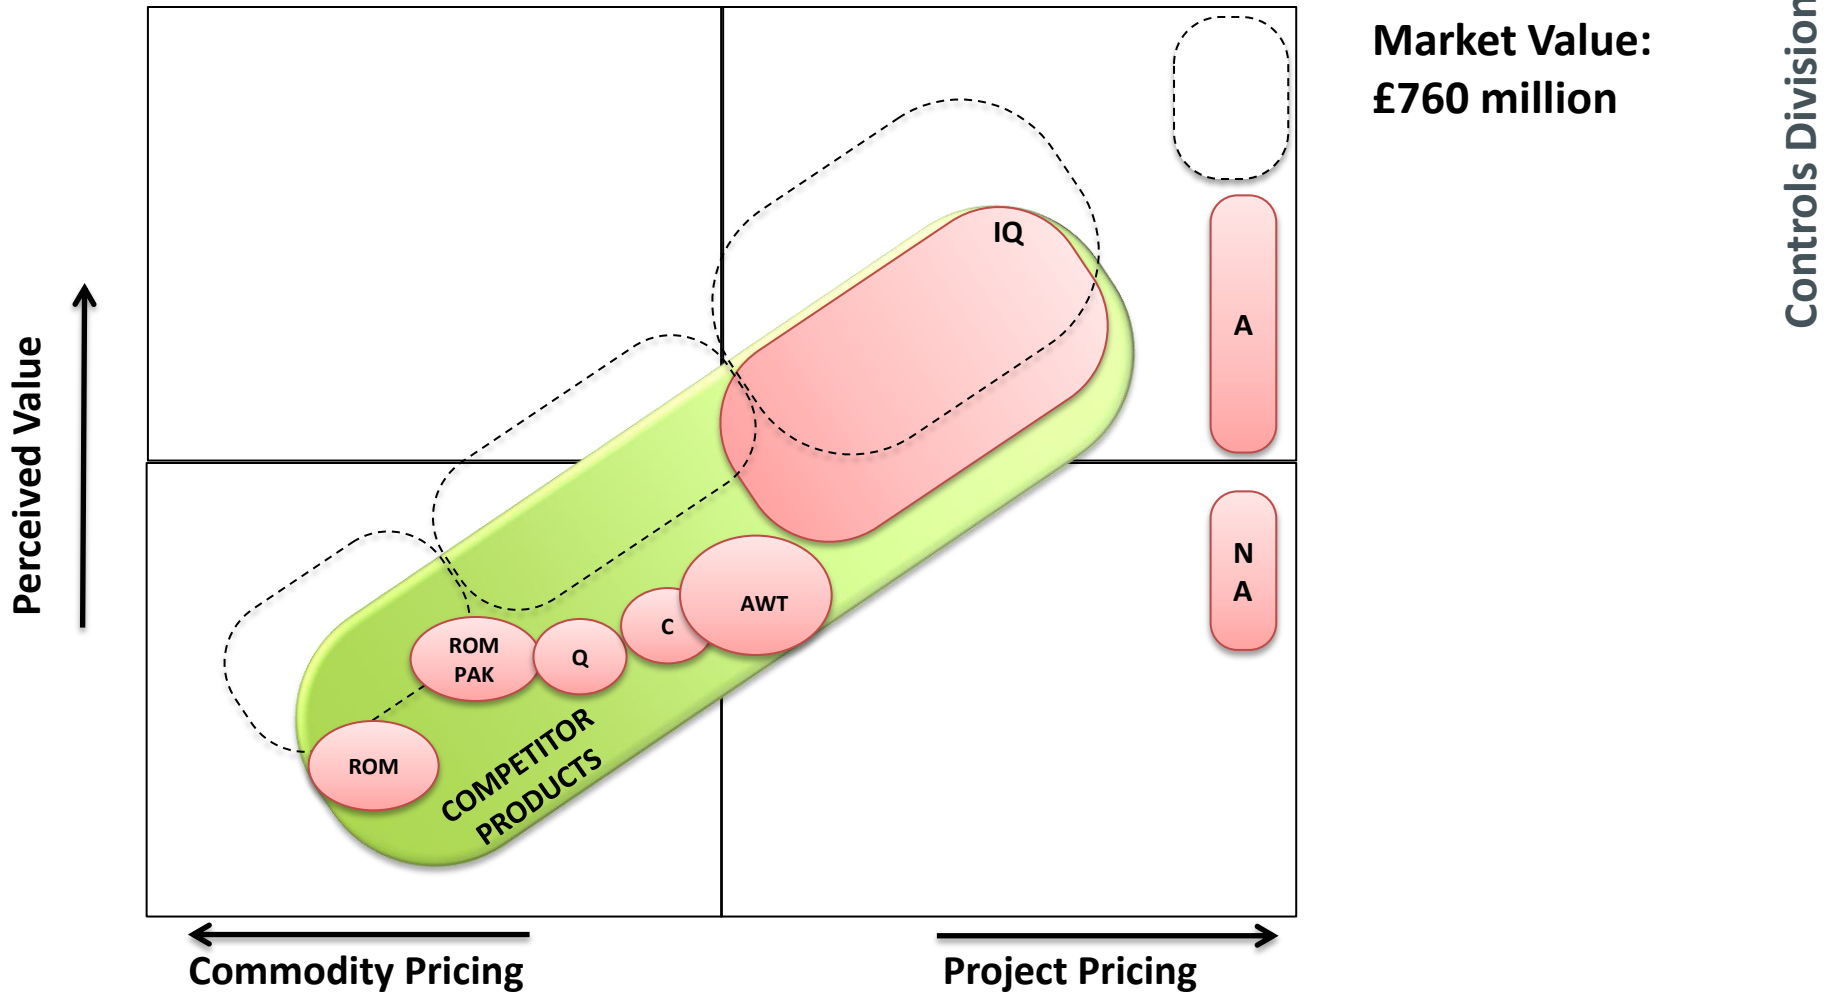 Market Value:
£760 million
Controls Division
IQ
A
Perceived Value
N
A
AWT
C
ROM
PAK
Q
ROM
COMPETITOR
PRODUCTS
Commodity Pricing
Project Pricing